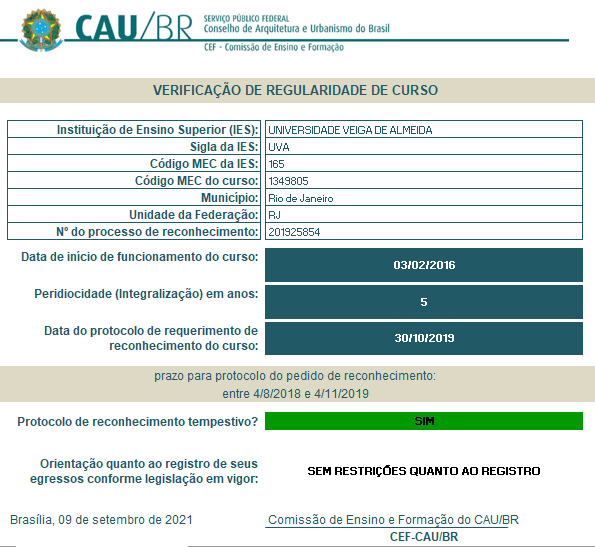 CAU/BR
SERVIÇO PÚBLICO FEDERAL
Conselho de Arquitetura e Urbanismo do Brasil
CEF - Comissão de Ensino e Formação
VERIFICAÇÃO DE REGULARIDADE DE CURSO
Instituição de Ensino Superior (IES): UNIVERSIDADE VEIGA DE ALMEIDA
Sigla da IES: UVA
Código MEC da IES: 165
Código MEC do curso: 1349805
Município: Rio de Janeiro
Unidade da Federação: RJ
Nº do processo de reconhecimento: 201925854
Data de início de funcionamento do curso: 03/02/2016
Peridiocidade (Integralização) em anos: 5
Data do protocolo de requerimento de
reconhecimento do curso: 30/10/2019
prazo para protocolo do pedido de reconhecimento:
entre 4/8/2018 e 4/11/2019
Protocolo de reconhecimento tempestivo? SIM
Orientação quanto ao registro de seus
egressos conforme legislação em vigor: SEM RESTRIÇÕES QUANTO AO REGISTRO
Brasília, 09 de setembro de 2021 Comissão de Ensino e Formação do CAU/BR
CEF-CAU/BR